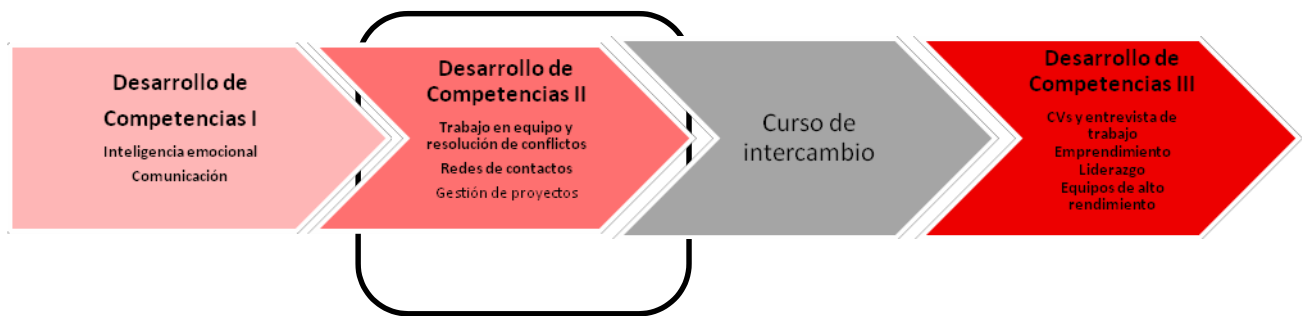 Desarrollo de
Competencias I
Inteligencia emocional
Comunicación
Desarrollo de
Competencias II
Trabajo en equipo y
resolución de conflictos
Redes de contactos
Gestión de proyectos
Curso de
intercambio
Desarrollo de
Competencias III
CVs y entrevista de
trabajo
Emprendimiento
Liderazgo
Equipos de alto
rendimiento